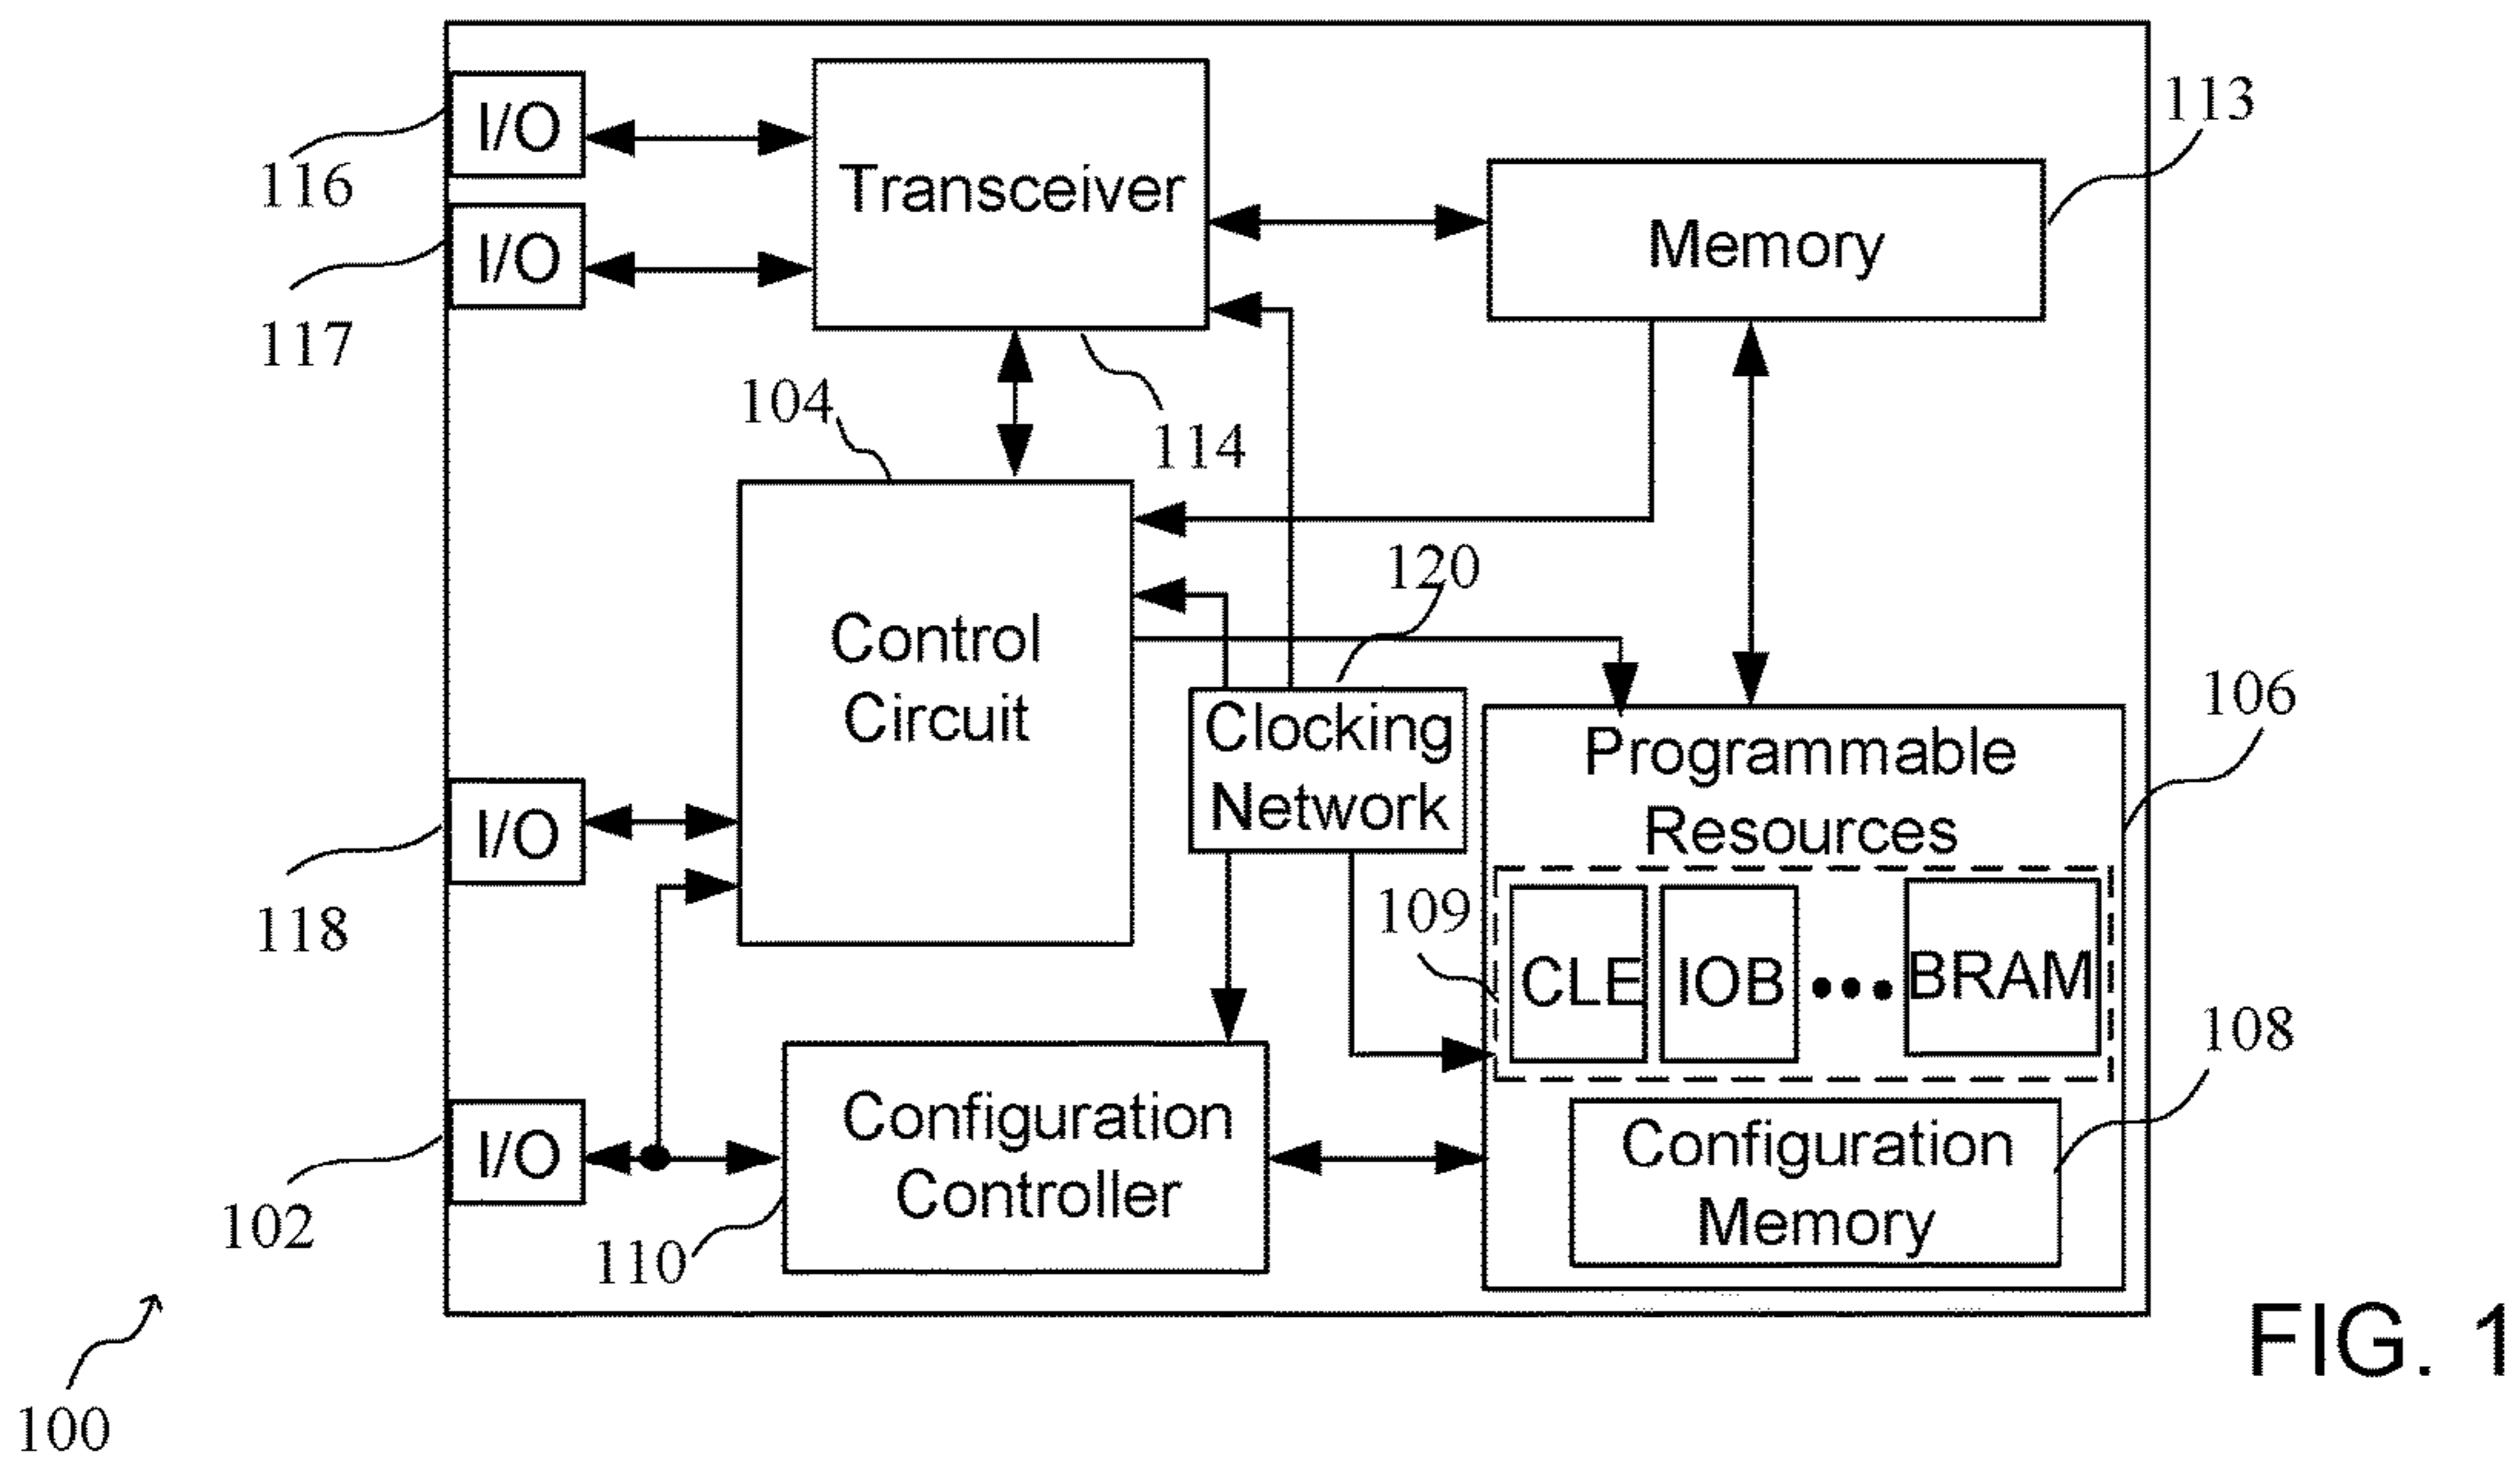 I/O
116
I/O
117
Transceiver
114
Memory
113
104
Control
Circuit
120
Clocking
Network
106
Programmable
Resources
109
CLE
IOB
BRAM
108
Configuration
Memory
I/O
118
I/O
102
Configuration
Controller
110
100
FIG. 1